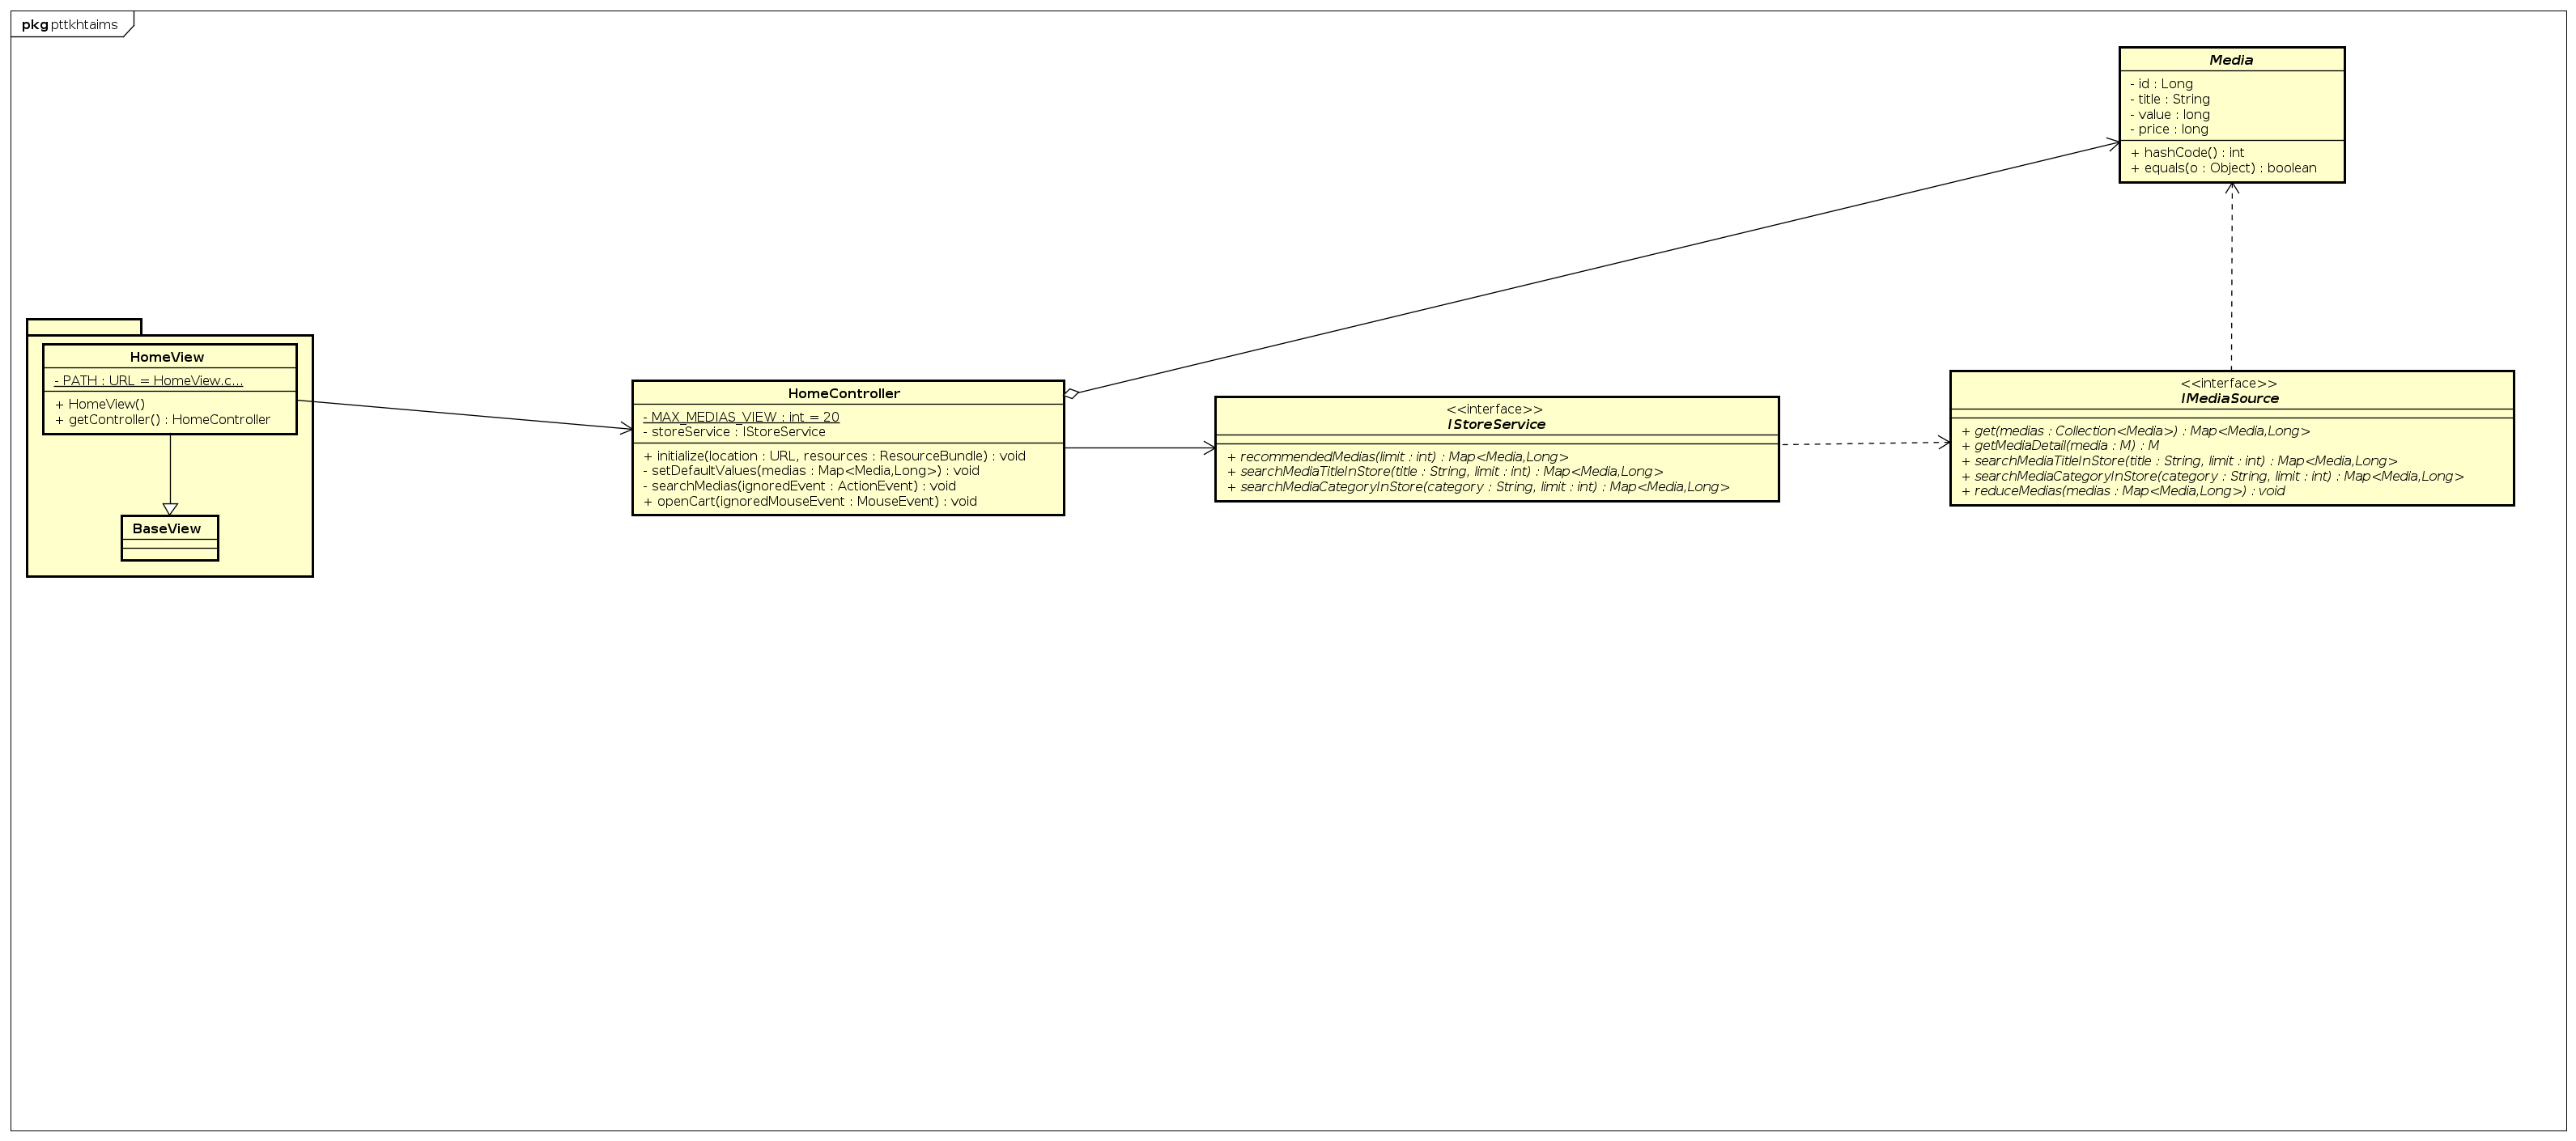 pkg pttkhtaims
Media
- id : Long
- title : String
- value : long
- price : long
+ hashCode() : int
+ equals(o : Object) : boolean
HomeView
- PATH : URL = HomeView.c...
+ HomeView()
+ getController() : HomeController
BaseView
HomeController
- MAX_MEDIAS_VIEW : int = 20
- storeService : IStoreService
+ initialize(location : URL, resources : ResourceBundle) : void
- setDefaultValues(medias : Map<Media,Long>) : void
- searchMedias(ignoredEvent : ActionEvent) : void
+ openCart(ignoredMouseEvent : MouseEvent) : void
<<interface>>
IStoreService
+ recommendedMedias(limit : int) : Map<Media,Long>
+ searchMediaTitleInStore(title : String, limit : int) : Map<Media,Long>
+ searchMediaCategoryInStore(category : String, limit : int) : Map<Media,Long>
<<interface>>
IMediaSource
+ get(medias : Collection<Media>) : Map<Media,Long>
+ getMediaDetail(media : M) : M
+ searchMediaTitleInStore(title : String, limit : int) : Map<Media,Long>
+ searchMediaCategoryInStore(category : String, limit : int) : Map<Media,Long>
+ reduceMedias(medias : Map<Media,Long>) : void